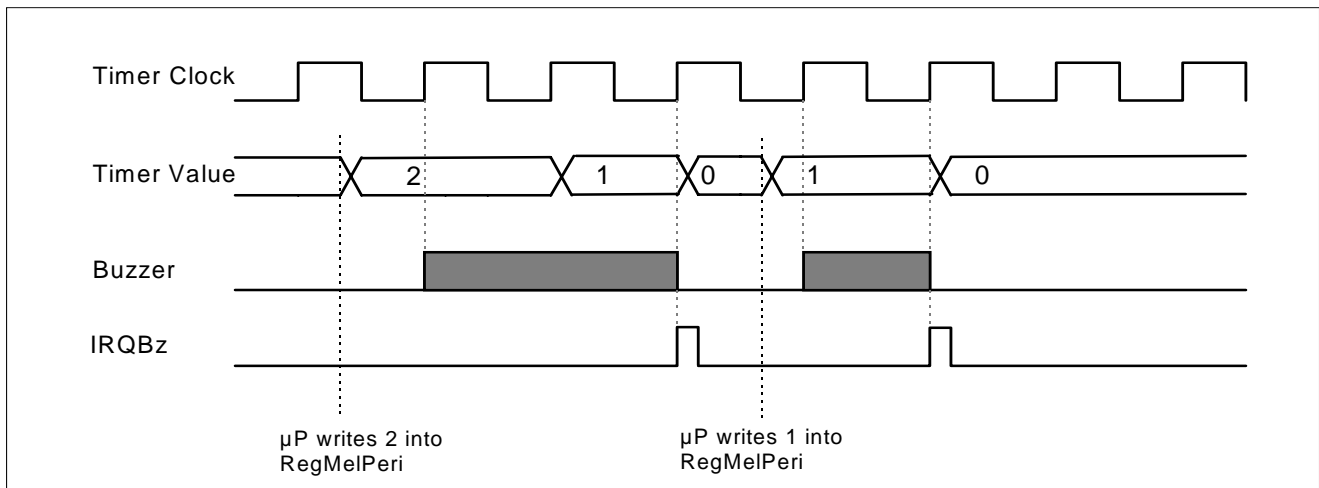 Timer Clock
Timer Value
2
1
0
1
0
Buzzer
IRQBz
µP writes 2 into
RegMelPeri
µP writes 1 into
RegMelPeri